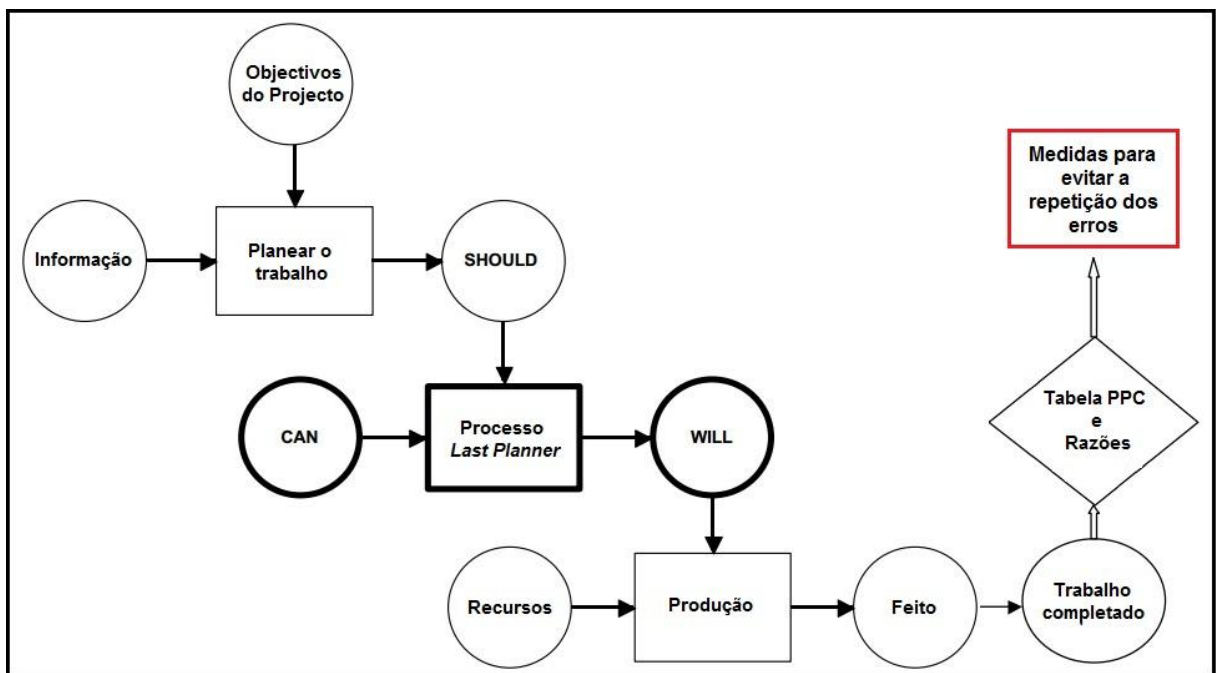 Objectivos
do Projecto
Informação
Planear o
trabalho
SHOULD
CAN
Processo
Last Planner
WILL
Recursos
Produção
Feito
Trabalho
completado
Tabela PPC
e
Razões
Medidas para
evitar a
repetição dos
erros